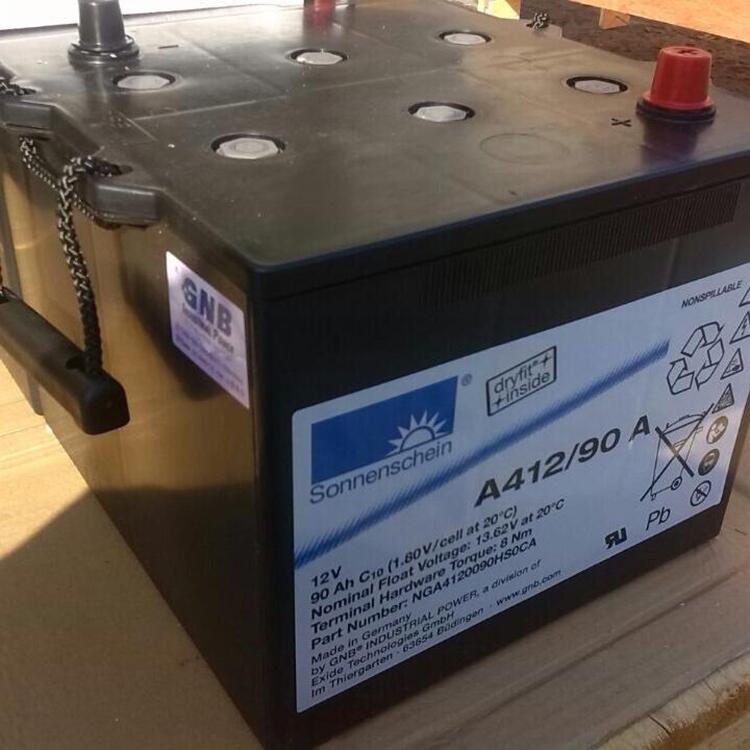 GNB
Industrial Power
NONSPILLABLE
dryfit®
inside
®
Sonnenschein
A412/90 A
12V
90 Ah C10 (1.80V/cell at 20°C)
Nominal Float Voltage: 13.62V at 20°C
Terminal Hardware Torque: 8 Nm
Part Number: NGA4120090HS0CA
Made in Germany
by GNB® INDUSTRIAL POWER, a division of
Exide Technologies GmbH
Im Thiergarten · 63654 Büdingen · www.gnb.com
Pb